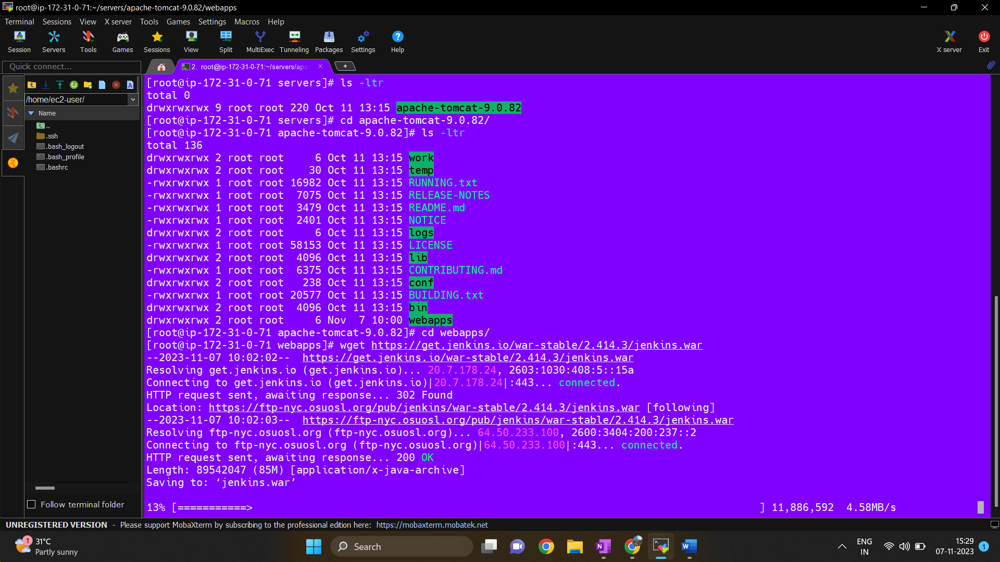 root@ip-172-31-0-71:~/servers/apache-tomcat-9.0.82/webapps
Terminal Sessions View X server Tools Games Settings Macros Help
Session Servers Tools Games Sessions View Split MultiExec Tunneling Packages Settings Help X server Exit
Quick connect...
2. root@ip-172-31-0-71:~/servers/apa
/home/ec2-user/
Name
..
.ssh
.bash_logout
.bash_profile
.bashrc
Follow terminal folder
[root@ip-172-31-0-71 servers]# ls -ltr
total 0
drwxrwxrwx 9 root root 220 Oct 11 13:15 apache-tomcat-9.0.82
[root@ip-172-31-0-71 servers]# cd apache-tomcat-9.0.82/
[root@ip-172-31-0-71 apache-tomcat-9.0.82]# ls -ltr
total 136
drwxrwxrwx 2 root root     6 Oct 11 13:15 work
drwxrwxrwx 2 root root    30 Oct 11 13:15 temp
-rwxrwxrwx 1 root root 16982 Oct 11 13:15 RUNNING.txt
-rwxrwxrwx 1 root root  7075 Oct 11 13:15 RELEASE-NOTES
-rwxrwxrwx 1 root root  3479 Oct 11 13:15 README.md
-rwxrwxrwx 1 root root  2401 Oct 11 13:15 NOTICE
drwxrwxrwx 2 root root     6 Oct 11 13:15 logs
-rwxrwxrwx 1 root root 58153 Oct 11 13:15 LICENSE
drwxrwxrwx 2 root root  4096 Oct 11 13:15 lib
-rwxrwxrwx 1 root root  6375 Oct 11 13:15 CONTRIBUTING.md
drwxrwxrwx 2 root root   238 Oct 11 13:15 conf
-rwxrwxrwx 1 root root 20577 Oct 11 13:15 BUILDING.txt
drwxrwxrwx 2 root root  4096 Oct 11 13:15 bin
drwxrwxrwx 2 root root     6 Nov  7 10:00 webapps
[root@ip-172-31-0-71 apache-tomcat-9.0.82]# cd webapps/
[root@ip-172-31-0-71 webapps]# wget https://get.jenkins.io/war-stable/2.414.3/jenkins.war
--2023-11-07 10:02:02--  https://get.jenkins.io/war-stable/2.414.3/jenkins.war
Resolving get.jenkins.io (get.jenkins.io)... 20.7.178.24, 2603:1030:408:5::15a
Connecting to get.jenkins.io (get.jenkins.io)|20.7.178.24|:443... connected.
HTTP request sent, awaiting response... 302 Found
Location: https://ftp-nyc.osuosl.org/pub/jenkins/war-stable/2.414.3/jenkins.war [following]
--2023-11-07 10:02:03--  https://ftp-nyc.osuosl.org/pub/jenkins/war-stable/2.414.3/jenkins.war
Resolving ftp-nyc.osuosl.org (ftp-nyc.osuosl.org)... 64.50.233.100, 2600:3404:200:237::2
Connecting to ftp-nyc.osuosl.org (ftp-nyc.osuosl.org)|64.50.233.100|:443... connected.
HTTP request sent, awaiting response... 200 OK
Length: 89542047 (85M) [application/x-java-archive]
Saving to: ‘jenkins.war’
13% [===========>                    ] 11,886,592  4.58MB/s
UNREGISTERED VERSION - Please support MobaXterm by subscribing to the professional edition here: https://mobaxterm.mobatek.net
1
31°C
Partly sunny
Search
ENG
IN
15:29
07-11-2023
1